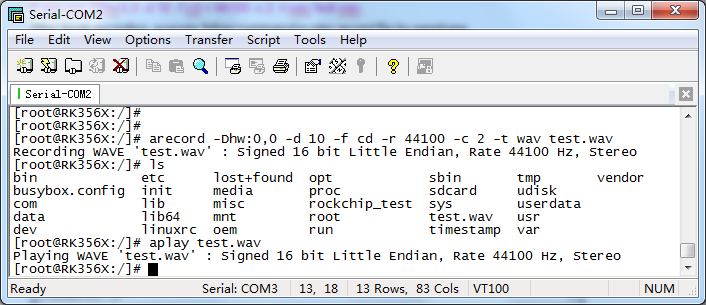 Serial-COM2
File Edit View Options Transfer Script Tools Help
Serial-COM2
[root@RK356X:/]#
[root@RK356X:/]#
[root@RK356X:/]# arecord -Dhw:0,0 -d 10 -f cd -r 44100 -c 2 -t wav test.wav
Recording WAVE 'test.wav' : Signed 16 bit Little Endian, Rate 44100 Hz, Stereo
[root@RK356X:/]# ls
bin etc lost+found opt sbin tmp vendor
busybox.config init media proc sdcard udisk
com lib misc rockchip_test sys userdata
data lib64 mnt root test.wav usr
dev linuxrc oem run timestamp var
[root@RK356X:/]# aplay test.wav
Playing WAVE 'test.wav' : Signed 16 bit Little Endian, Rate 44100 Hz, Stereo
[root@RK356X:/]#
Ready Serial: COM3 13, 18 13 Rows, 83 Cols VT100 NUM